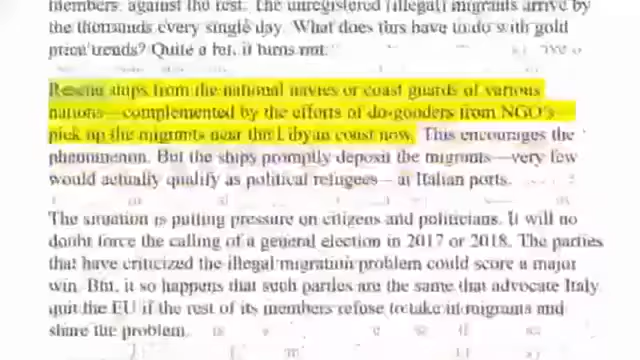 members, against the rest. The unregistered (illegal) migrants arrive by
the thousands every single day. What does this have to do with gold
price trends? Quite a lot, it turns out.
Rescue ships from the national navies or coast guards of various
nations—complemented by the efforts of do-gooders from NGO's—
pick up the migrants near the Libyan coast now. This encourages the
phenomenon. But the ships promptly deposit the migrants—very few
would actually qualify as political refugees—at Italian ports.
The situation is putting pressure on citizens and politicians. It will no
doubt force the calling of a general election in 2017 or 2018. The parties
that have criticized the illegal migration problem could score a major
win. But, it so happens that such parties are the same that advocate Italy
quit the EU if the rest of its members refuse to take in migrants and
share the problem.